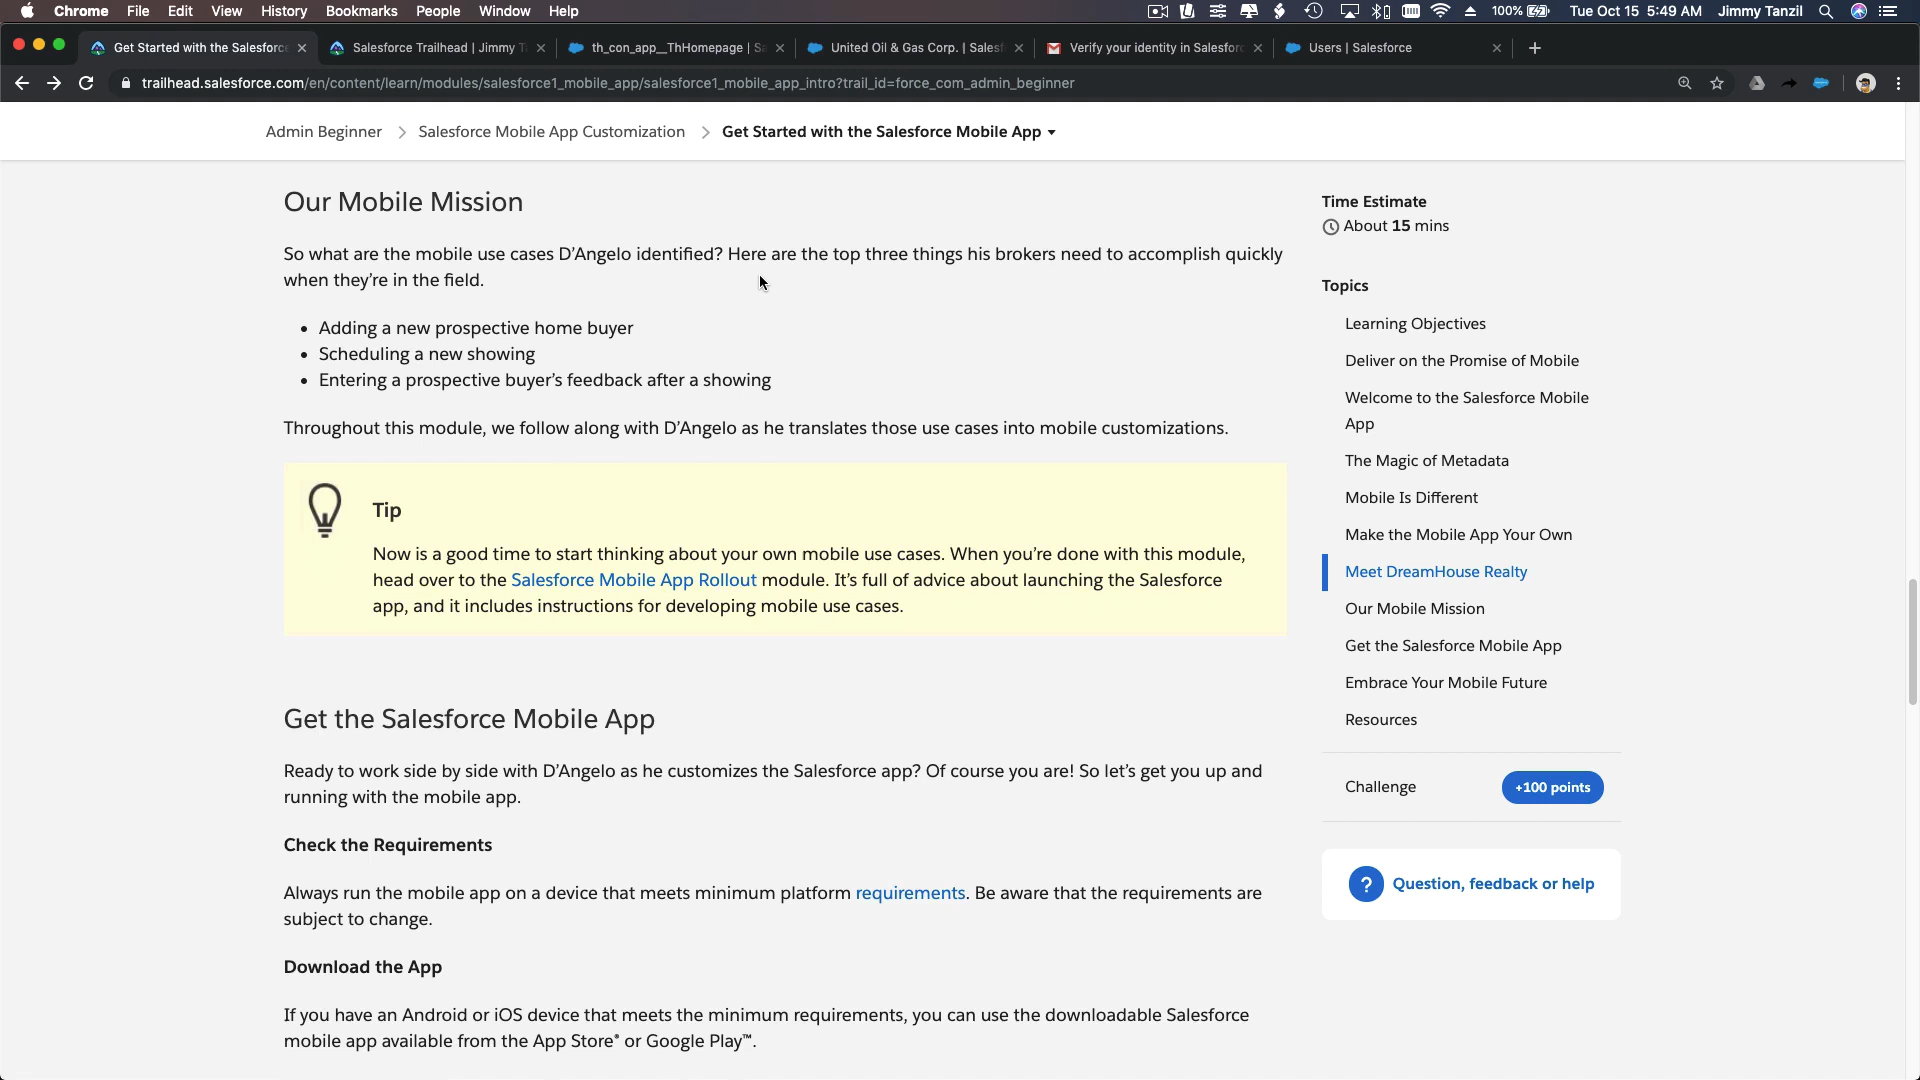 Chrome File Edit View History Bookmarks People Window Help 100% Tue Oct 15 5:49 AM Jimmy Tanzil
Get Started with the Salesforce Salesforce Trailhead | Jimmy T th_con_app__ThHomepage | Sa United Oil & Gas Corp. | Salesf Verify your identity in Salesfor Users | Salesforce
trailhead.salesforce.com/en/content/learn/modules/salesforce1_mobile_app/salesforce1_mobile_app_intro?trail_id=force_com_admin_beginner
Admin Beginner Salesforce Mobile App Customization Get Started with the Salesforce Mobile App
Our Mobile Mission
So what are the mobile use cases D’Angelo identified? Here are the top three things his brokers need to accomplish quickly
when they’re in the field.
• Adding a new prospective home buyer
• Scheduling a new showing
• Entering a prospective buyer’s feedback after a showing
Throughout this module, we follow along with D’Angelo as he translates those use cases into mobile customizations.
Tip
Now is a good time to start thinking about your own mobile use cases. When you’re done with this module,
head over to the Salesforce Mobile App Rollout module. It’s full of advice about launching the Salesforce
app, and it includes instructions for developing mobile use cases.
Get the Salesforce Mobile App
Ready to work side by side with D’Angelo as he customizes the Salesforce app? Of course you are! So let’s get you up and
running with the mobile app.
Check the Requirements
Always run the mobile app on a device that meets minimum platform requirements. Be aware that the requirements are
subject to change.
Download the App
If you have an Android or iOS device that meets the minimum requirements, you can use the downloadable Salesforce
mobile app available from the App Store® or Google Play™.
Time Estimate
About 15 mins
Topics
Learning Objectives
Deliver on the Promise of Mobile
Welcome to the Salesforce Mobile
App
The Magic of Metadata
Mobile Is Different
Make the Mobile App Your Own
Meet DreamHouse Realty
Our Mobile Mission
Get the Salesforce Mobile App
Embrace Your Mobile Future
Resources
Challenge +100 points
? Question, feedback or help